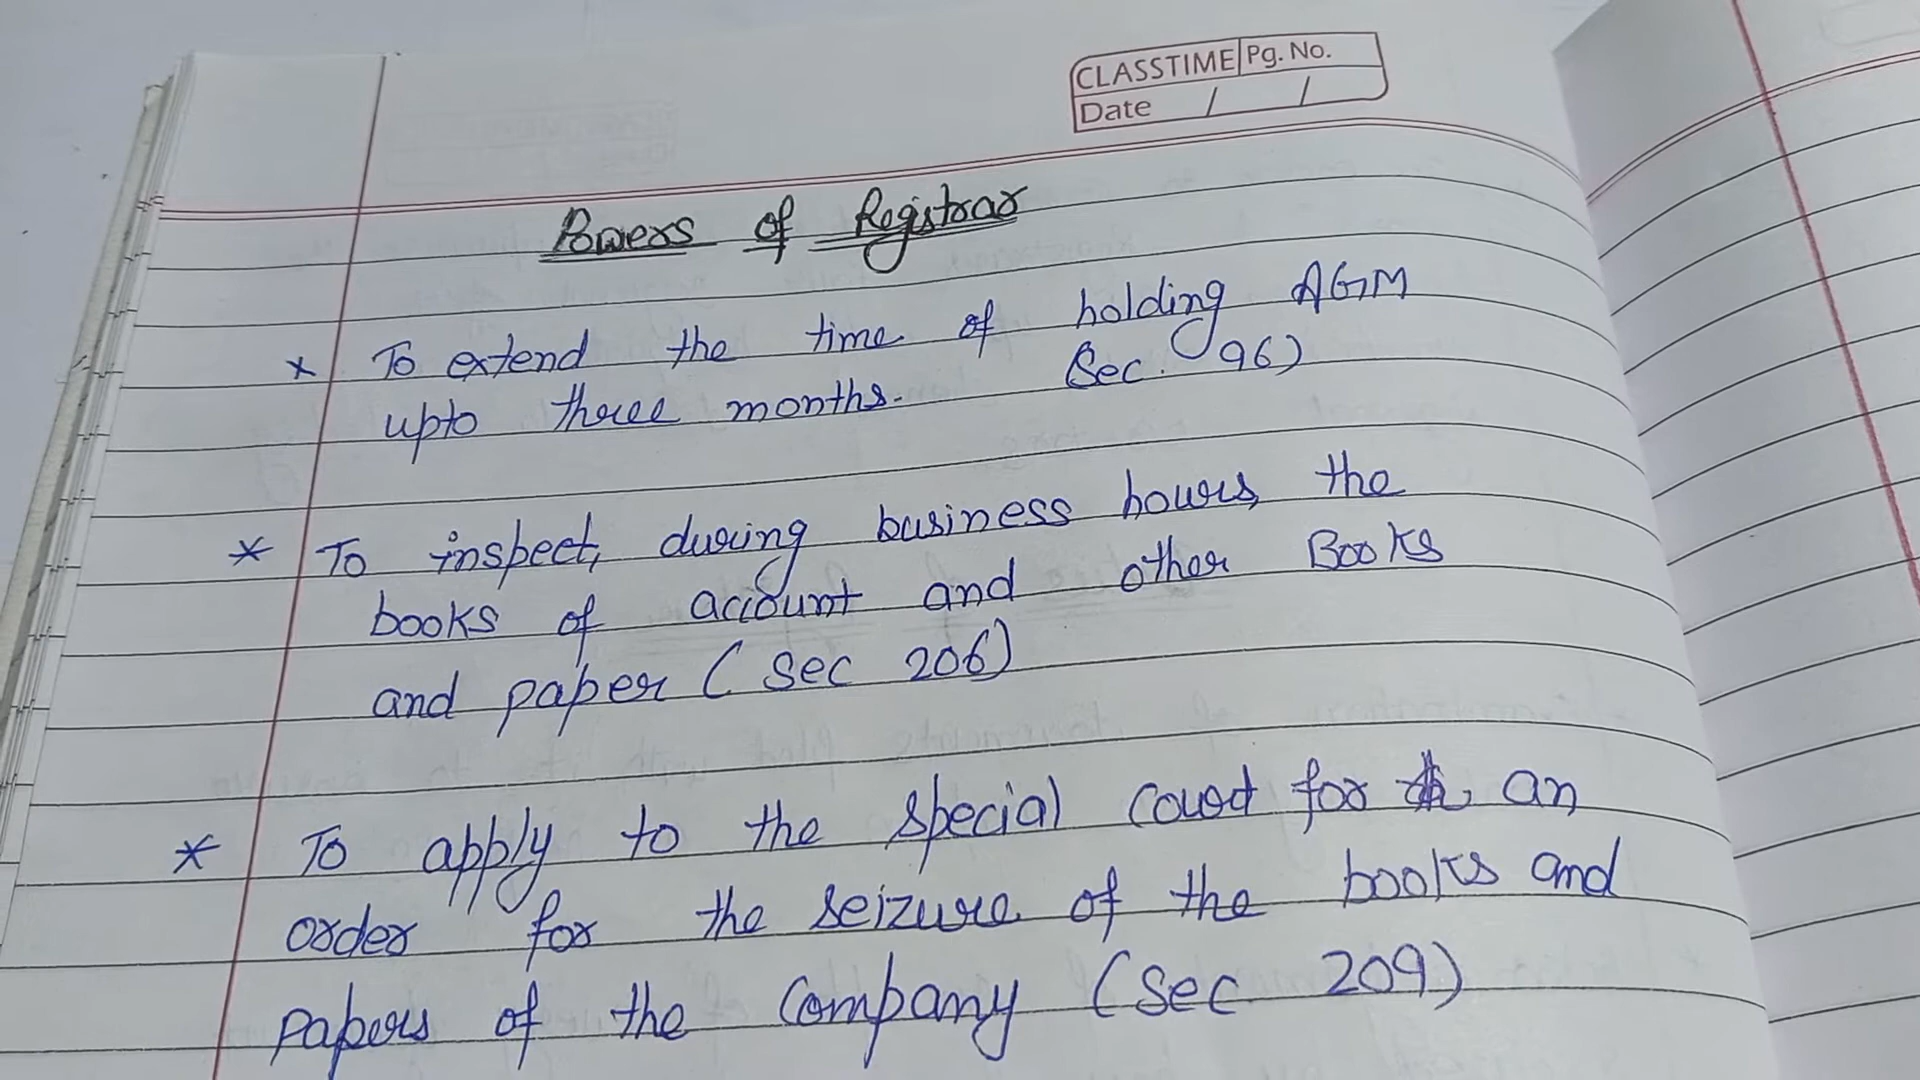 CLASSTIME Pg. No.
Date / /
Powers of Registrar
* To extend the time of holding AGM
upto three months. Sec. 96)
* To inspect, during business hours, the
books of account and other Books
and paper (Sec 206)
* To apply to the special court for an
order for the seizure of the books and
papers of the Company (Sec. 209)